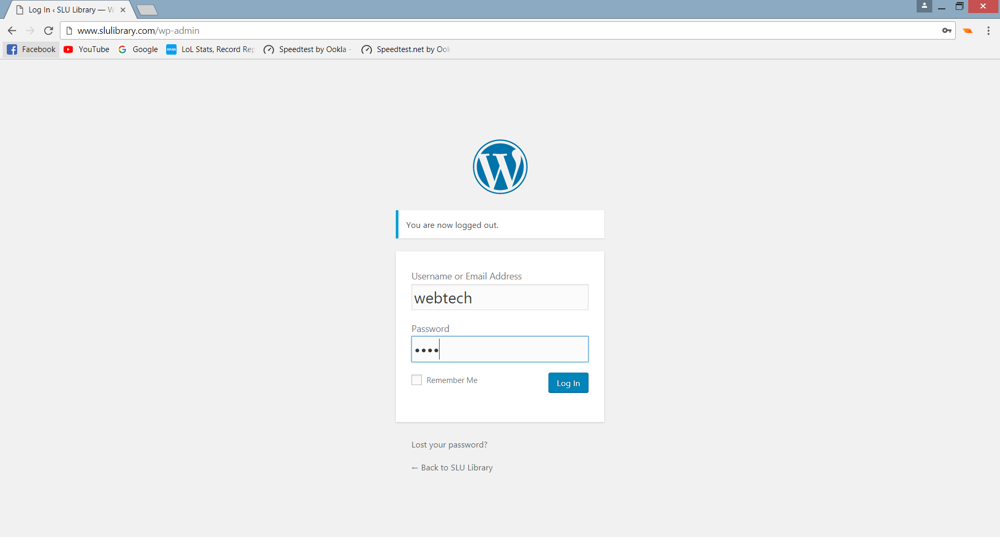 Log In ‹ SLU Library — W
www.slulibrary.com/wp-admin
Facebook YouTube Google OP.GG LoL Stats, Record Rep Speedtest by Ookla - Speedtest.net by Ook
You are now logged out.
Username or Email Address
webtech
Password
••••
Remember Me
Log In
Lost your password?
← Back to SLU Library